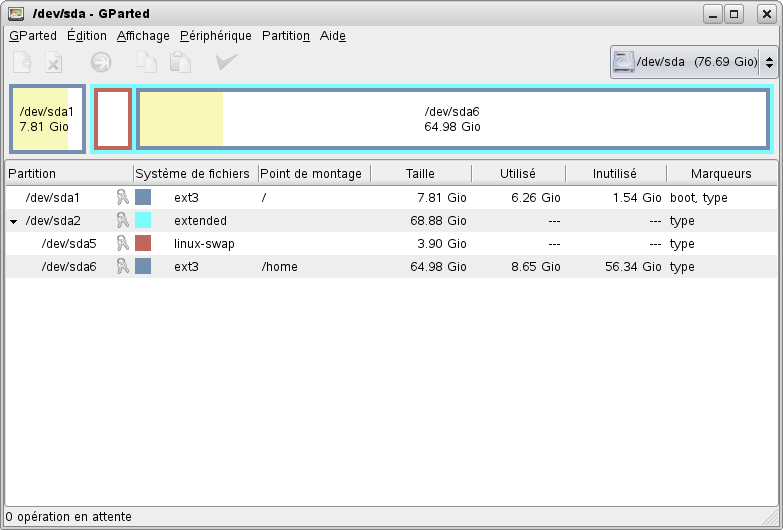 /dev/sda - GParted
GParted Édition Affichage Périphérique Partition Aide
/dev/sda (76.69 Gio)
/dev/sda1
7.81 Gio
/dev/sda6
64.98 Gio
Partition Système de fichiers Point de montage Taille Utilisé Inutilisé Marqueurs
/dev/sda1 ext3 / 7.81 Gio 6.26 Gio 1.54 Gio boot, type
/dev/sda2 extended 68.88 Gio --- --- type
/dev/sda5 linux-swap 3.90 Gio --- --- type
/dev/sda6 ext3 /home 64.98 Gio 8.65 Gio 56.34 Gio type
0 opération en attente